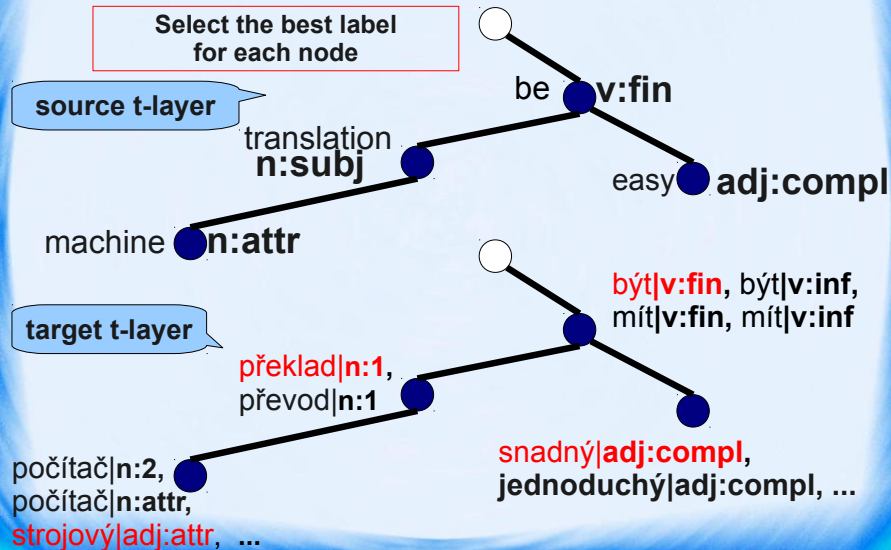 Select the best label
for each node
be v:fin
source t-layer
translation
n:subj
easy adj:compl
machine n:attr
být|v:fin, být|v:inf,
mít|v:fin, mít|v:inf
target t-layer
překlad|n:1,
převod|n:1
snadný|adj:compl,
jednoduchý|adj:compl, ...
počítač|n:2,
počítač|n:attr,
strojový|adj:attr, ...